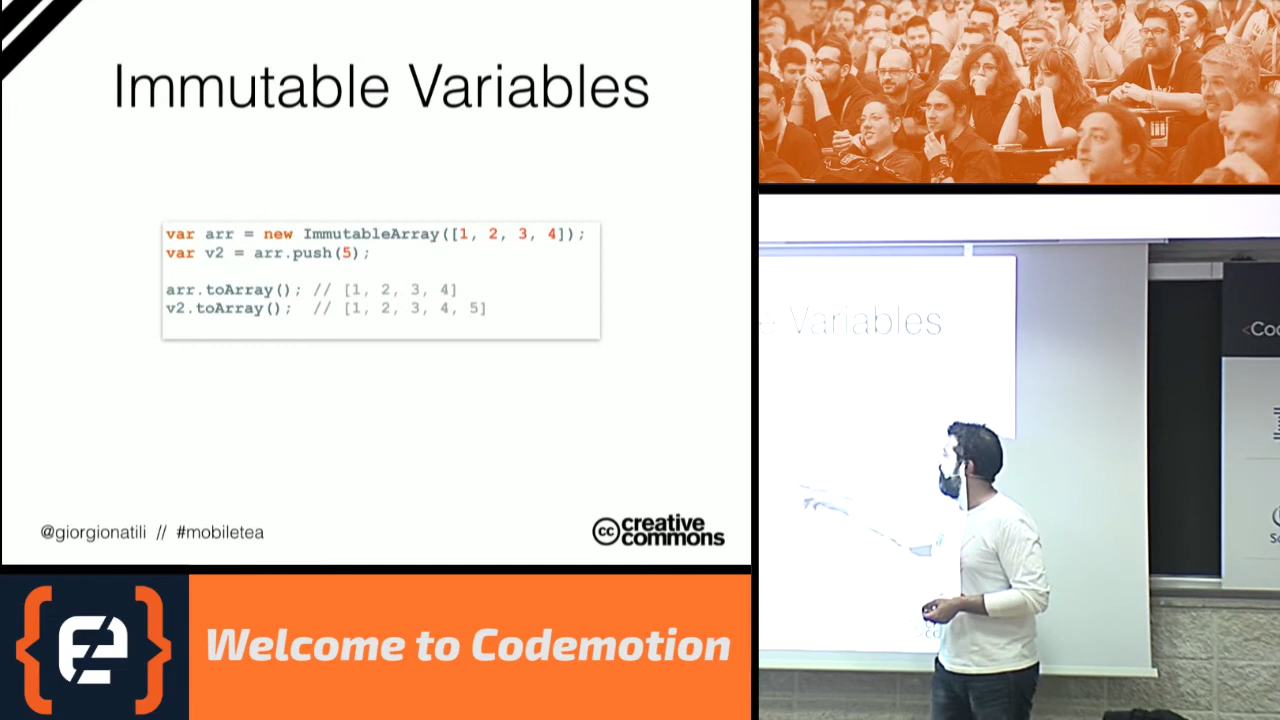 Immutable Variables
var arr = new ImmutableArray([1, 2, 3, 4]);
var v2 = arr.push(5);
arr.toArray(); // [1, 2, 3, 4]
v2.toArray();  // [1, 2, 3, 4, 5]
@giorgionatili // #mobiletea
cc creative
commons
Welcome to Codemotion
e Variables
<Co